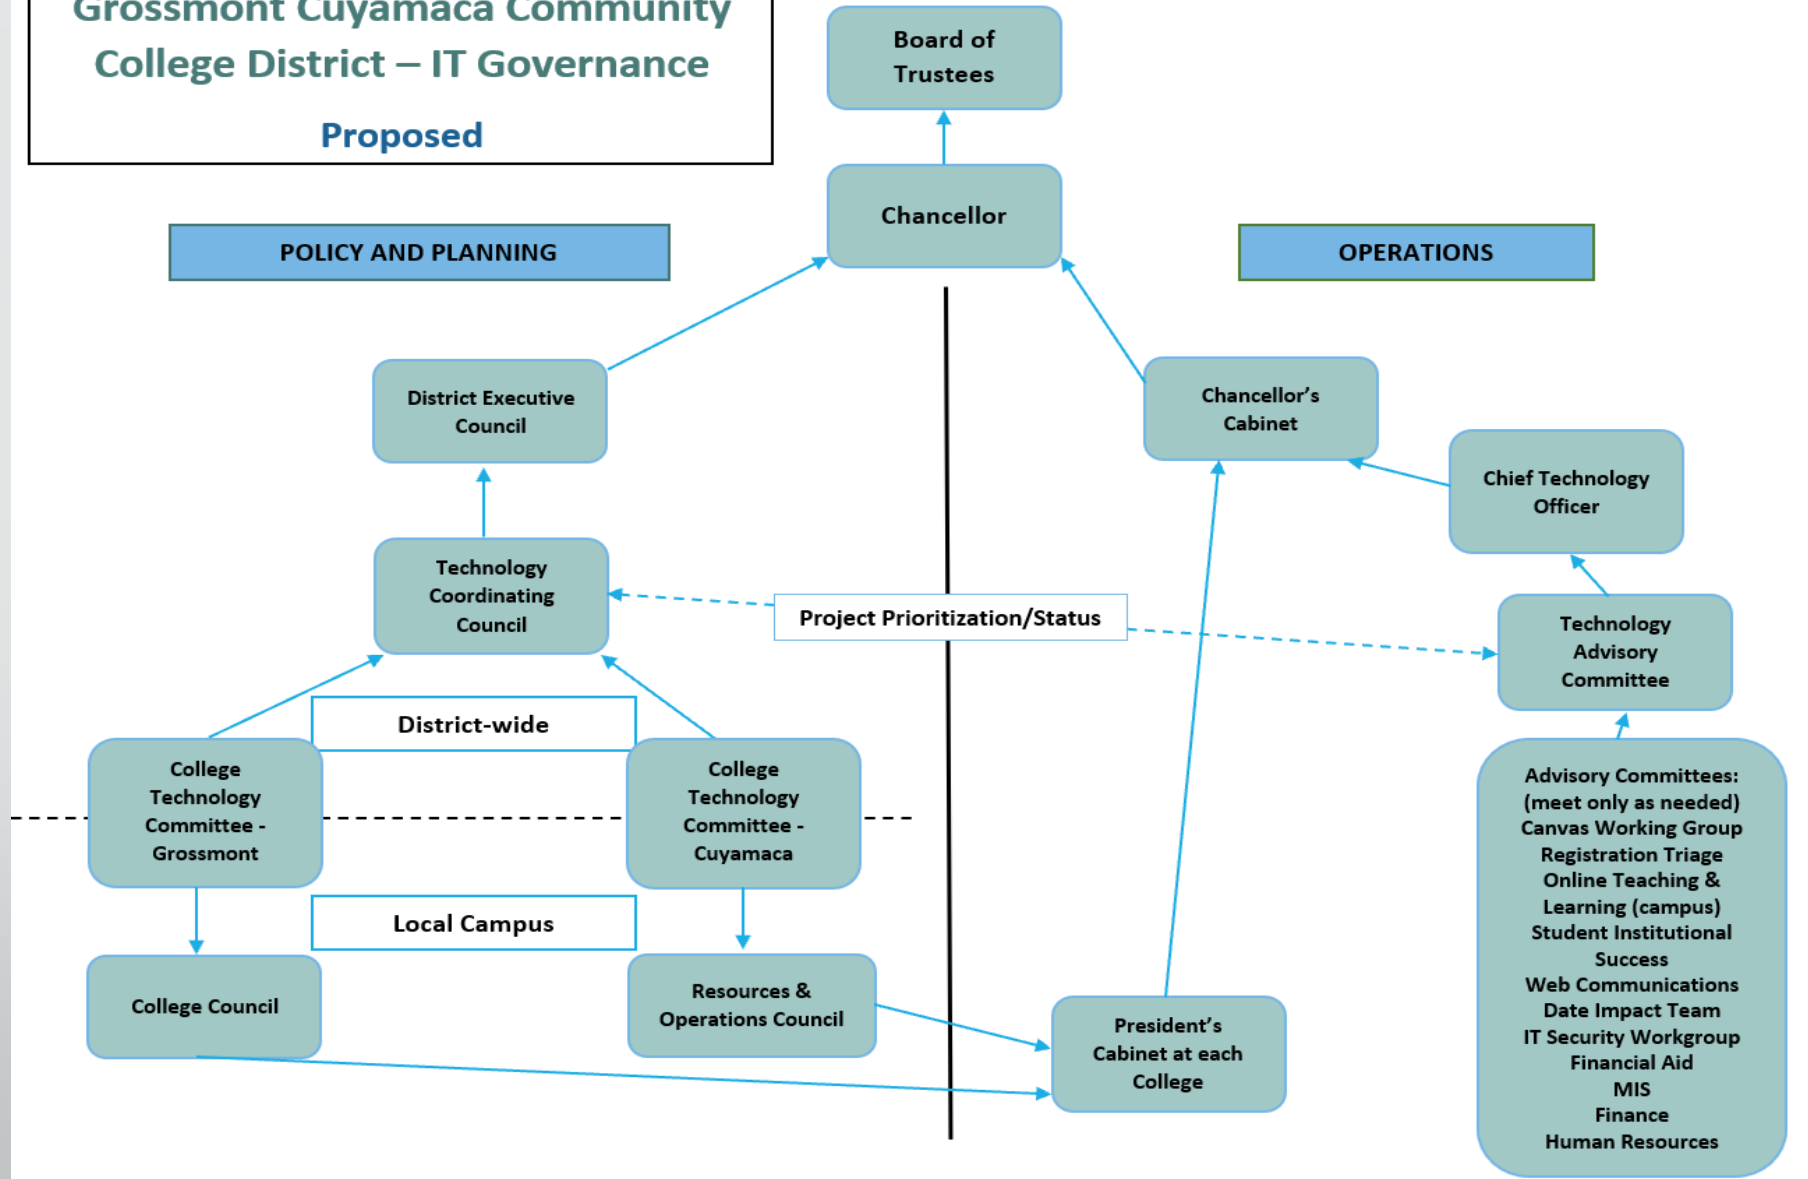 Grossmont Cuyamaca Community
College District – IT Governance
Proposed
Board of
Trustees
Chancellor
POLICY AND PLANNING
OPERATIONS
District Executive
Council
Chancellor’s
Cabinet
Chief Technology
Officer
Technology
Coordinating
Council
Project Prioritization/Status
Technology
Advisory
Committee
District-wide
College
Technology
Committee -
Grossmont
College
Technology
Committee -
Cuyamaca
Local Campus
College Council
Resources &
Operations Council
President’s
Cabinet at each
College
Advisory Committees:
(meet only as needed)
Canvas Working Group
Registration Triage
Online Teaching &
Learning (campus)
Student Institutional
Success
Web Communications
Date Impact Team
IT Security Workgroup
Financial Aid
MIS
Finance
Human Resources